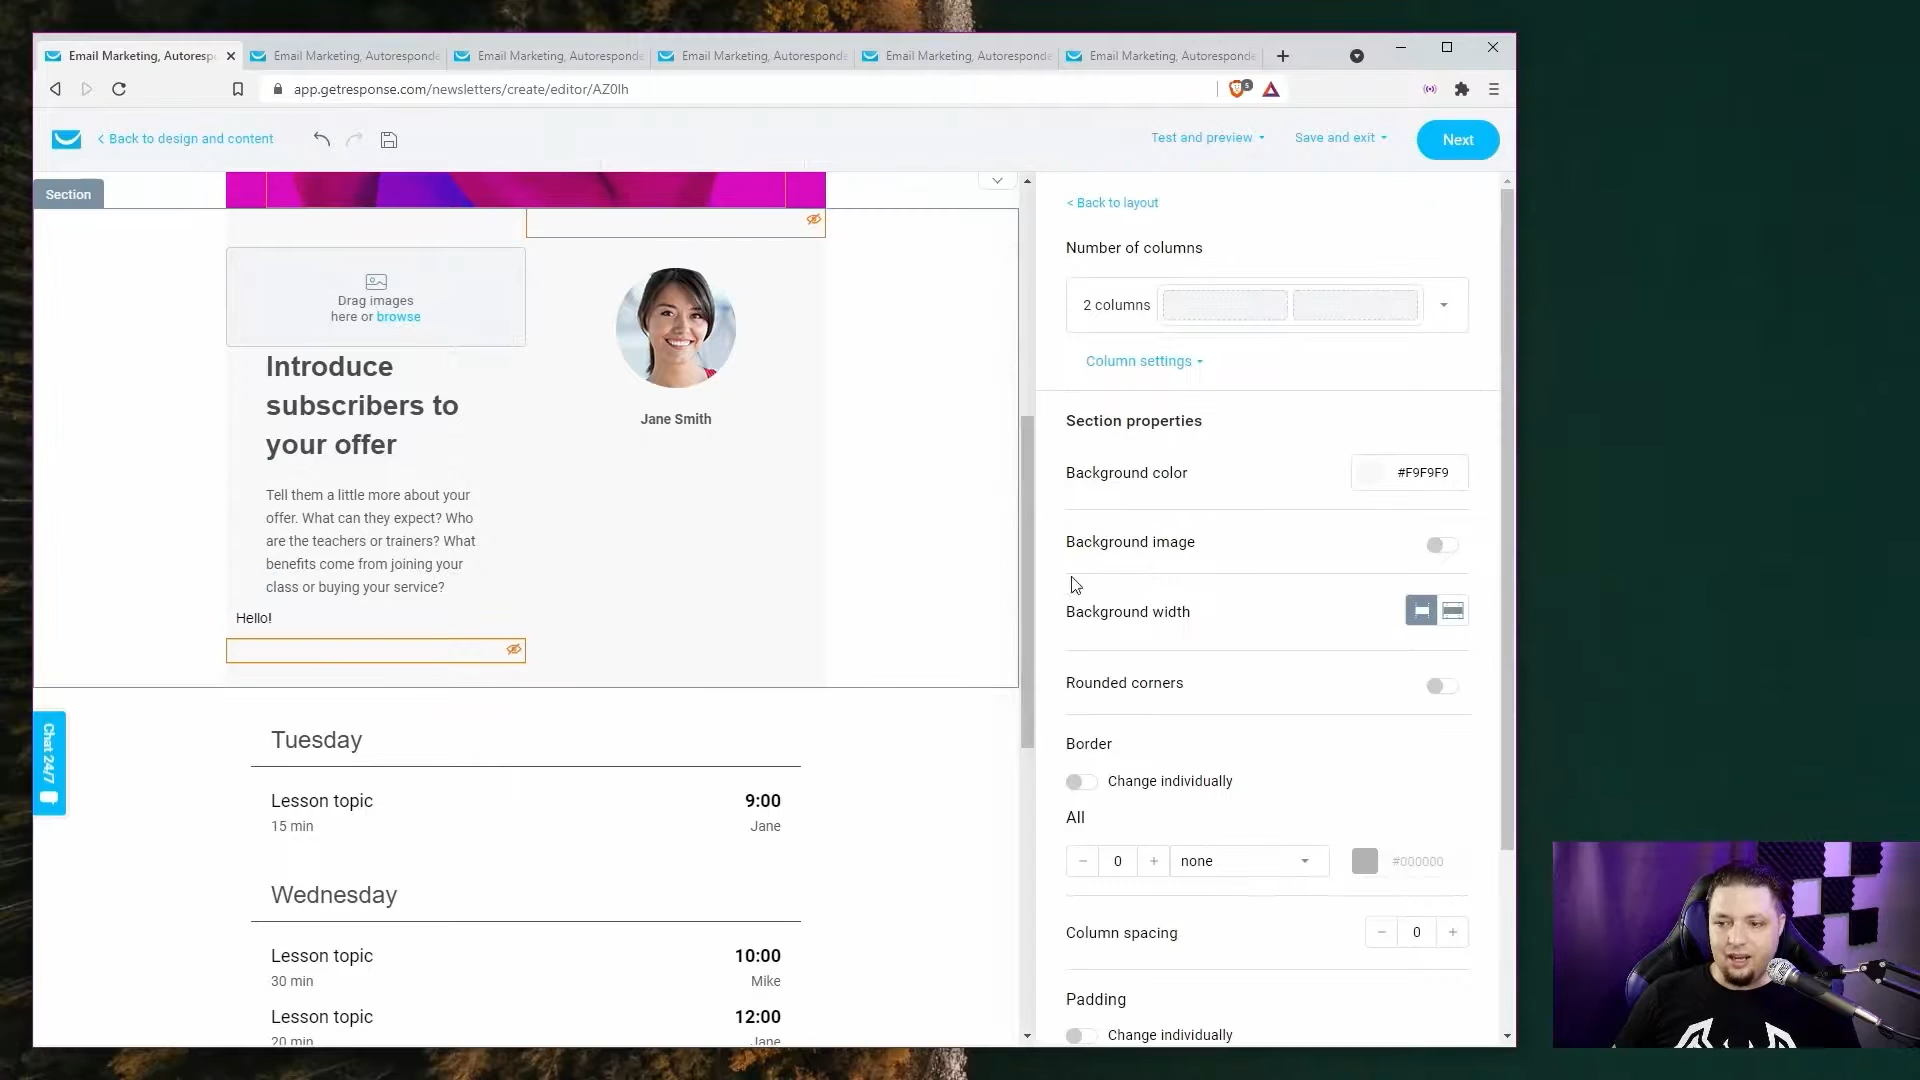 Email Marketing, Autoresp
Email Marketing, Autoresponde
Email Marketing, Autoresponde
Email Marketing, Autoresponde
Email Marketing, Autoresponde
Email Marketing, Autoresponde
app.getresponse.com/newsletters/create/editor/AZ0lh
5
< Back to design and content
Test and preview
Save and exit
Next
Section
Drag images
here or browse
Introduce
subscribers to
your offer
Tell them a little more about your
offer. What can they expect? Who
are the teachers or trainers? What
benefits come from joining your
class or buying your service?
Hello!
Jane Smith
Chat 24/7
Tuesday
Lesson topic
9:00
15 min
Jane
Wednesday
Lesson topic
10:00
30 min
Mike
Lesson topic
12:00
20 min
Jane
< Back to layout
Number of columns
2 columns
Column settings
Section properties
Background color
#F9F9F9
Background image
Background width
Rounded corners
Border
Change individually
All
0
none
#000000
Column spacing
0
Padding
Change individually